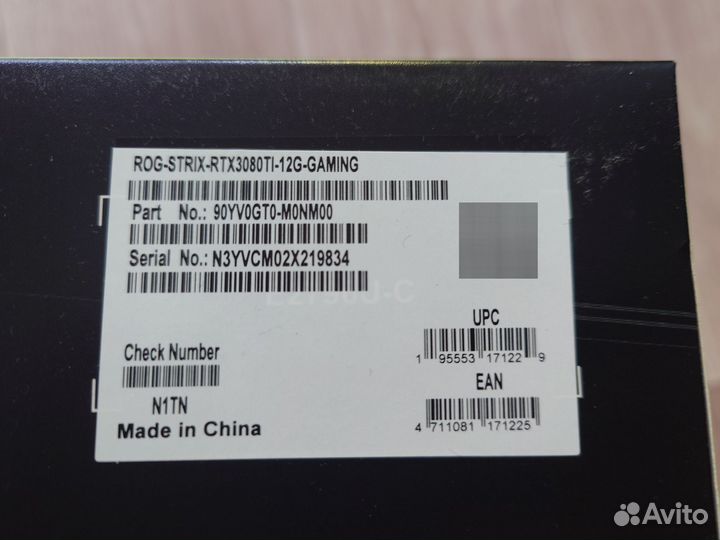 ROG-STRIX-RTX3080TI-12G-GAMING
Part No.: 90YV0GT0-M0NM00
Serial No.: N3YVCM02X219834
UPC
1 95553 17122 9
Check Number
N1TN
EAN
4 711081 171225
Made in China
Avito